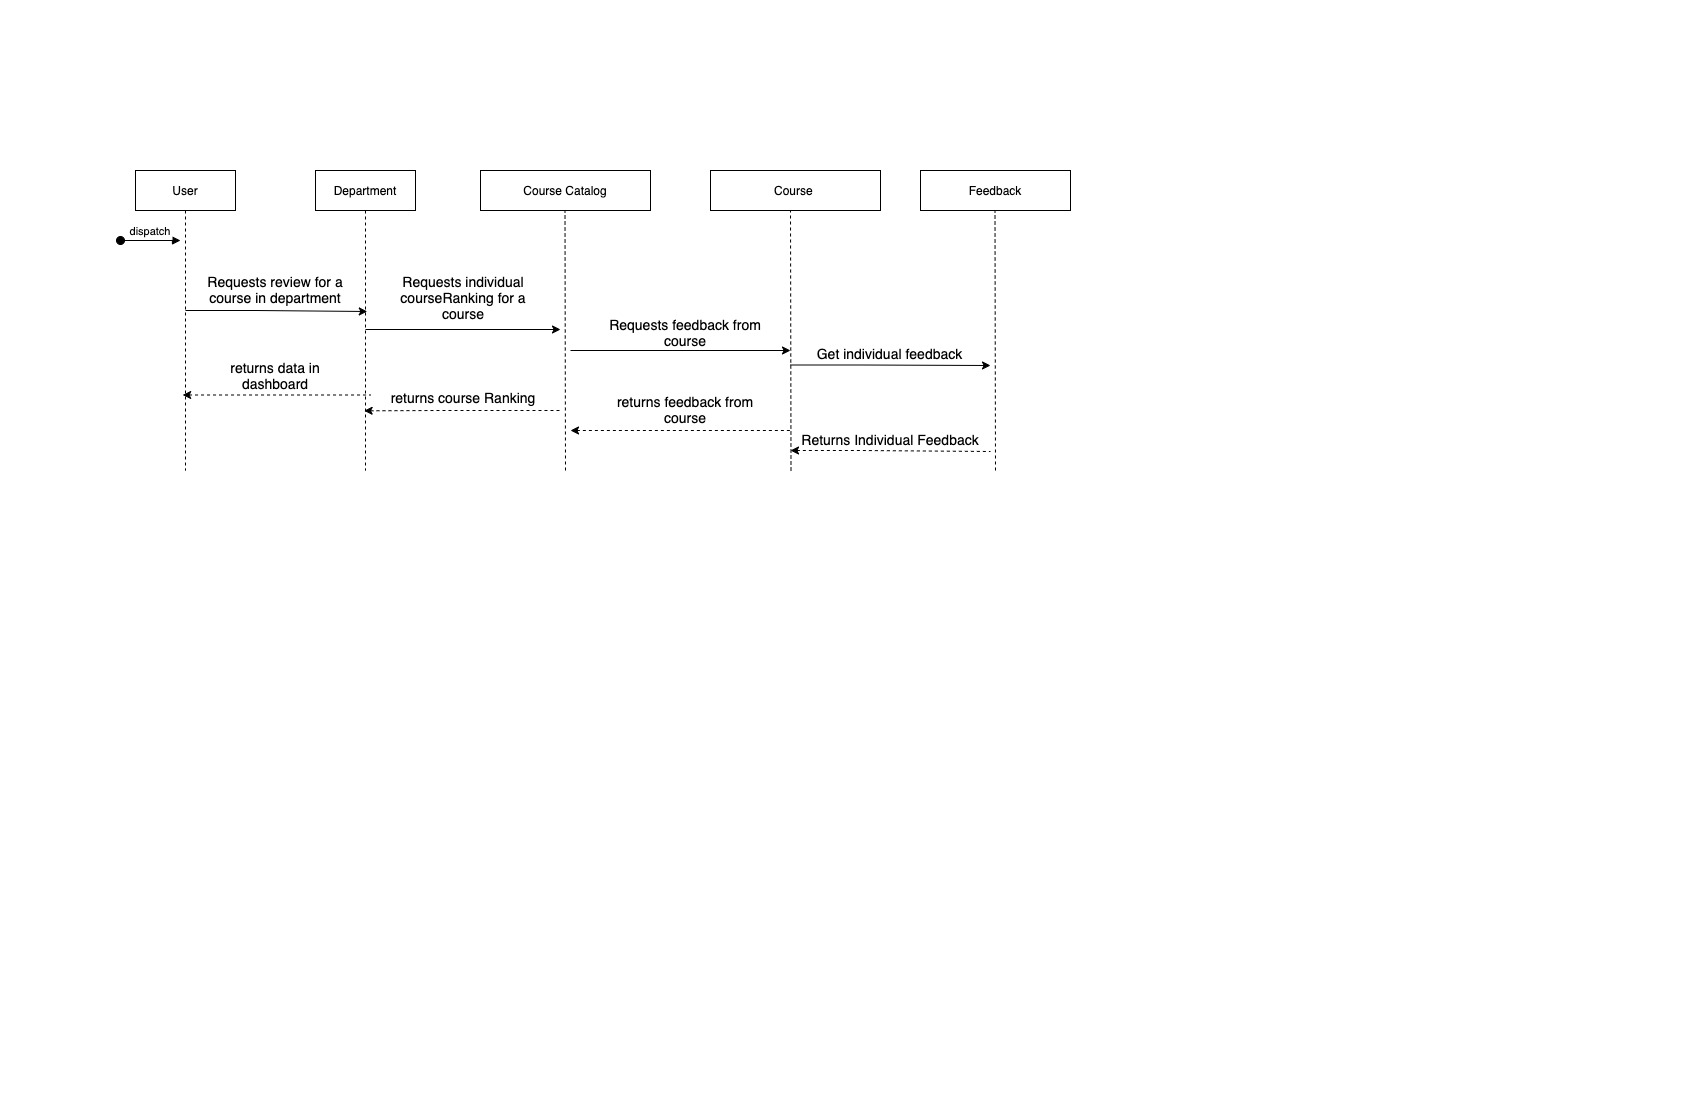 User
Department
Course Catalog
Course
Feedback
dispatch
Requests review for a
course in department
Requests individual
courseRanking for a
course
Requests feedback from
course
Get individual feedback
returns data in
dashboard
returns course Ranking
returns feedback from
course
Returns Individual Feedback